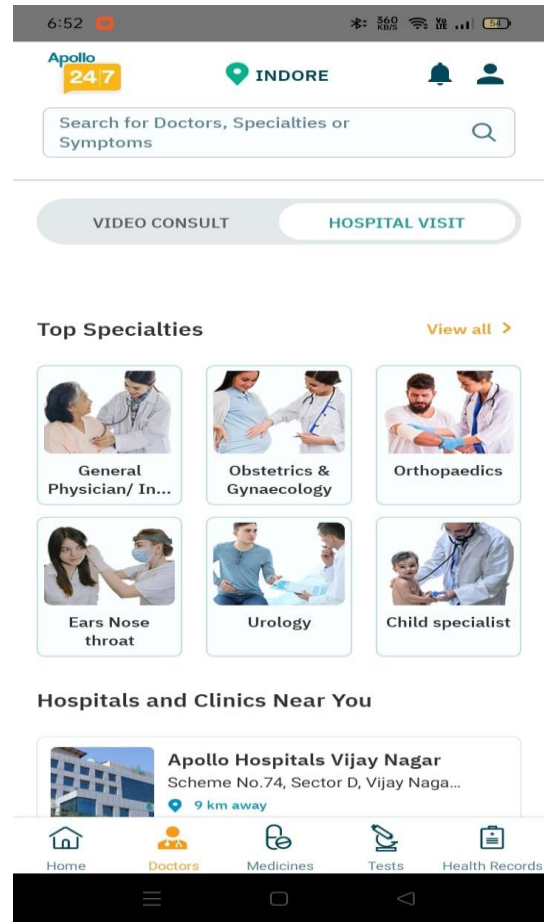 6:52
360
KB/S
Vo
LTE
54
Apollo
24|7
INDORE
Search for Doctors, Specialties or
Symptoms
VIDEO CONSULT
HOSPITAL VISIT
Top Specialties
View all >
General
Physician/ In...
Obstetrics &
Gynaecology
Orthopaedics
Ears Nose
throat
Urology
Child specialist
Hospitals and Clinics Near You
Apollo Hospitals Vijay Nagar
Scheme No.74, Sector D, Vijay Naga...
9 km away
Home
Doctors
Medicines
Tests
Health Records